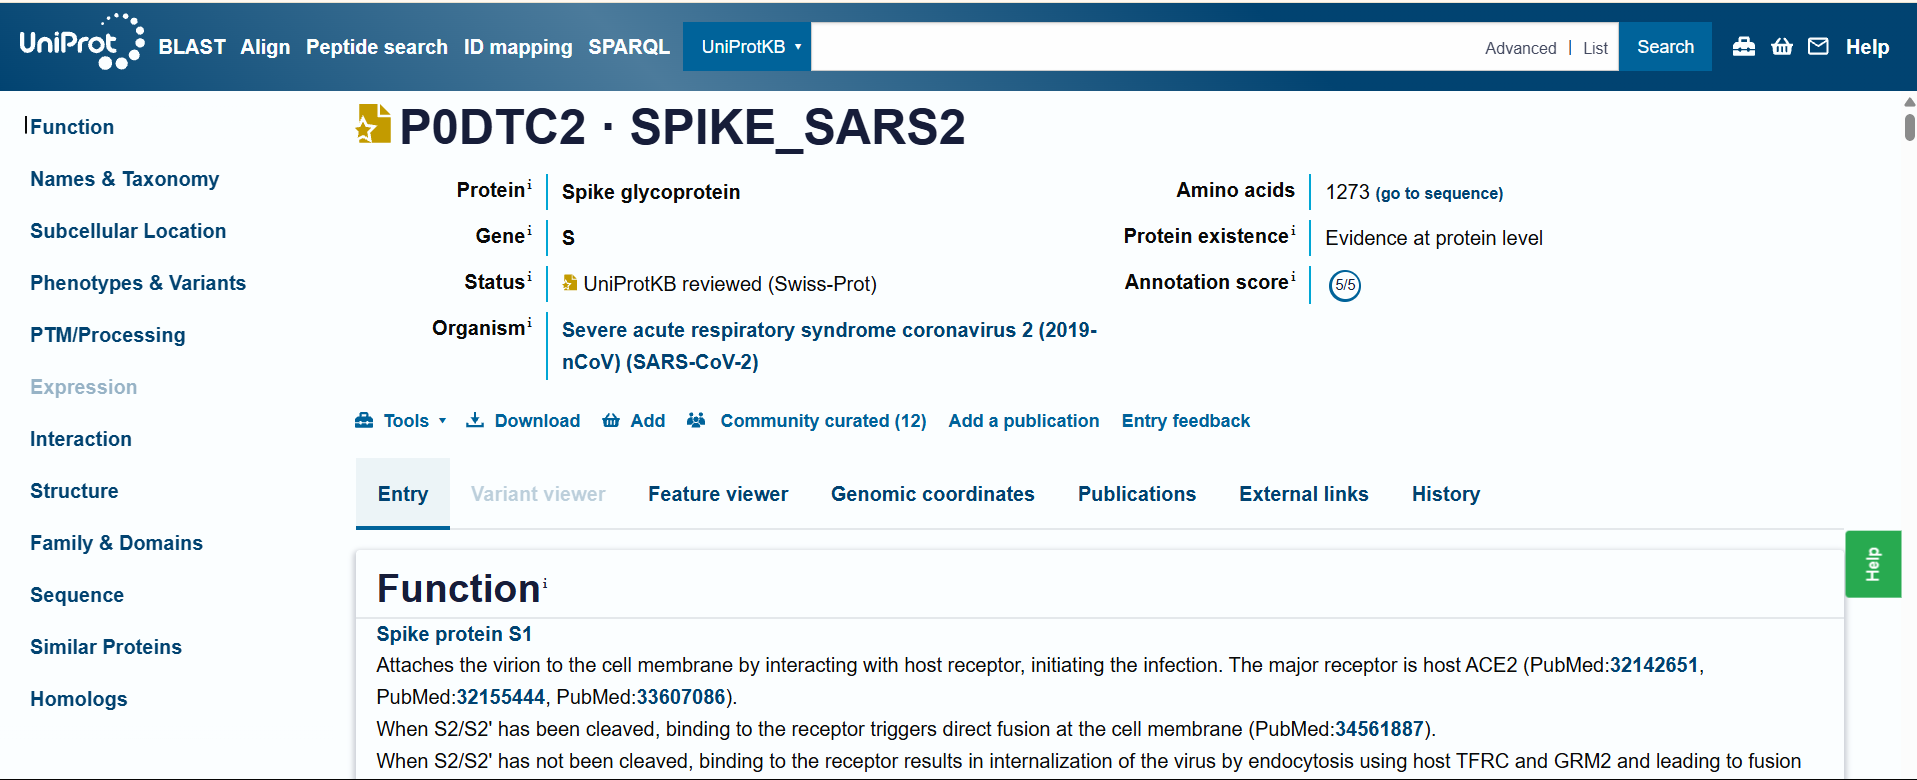 UniProt BLAST Align Peptide search ID mapping SPARQL UniProtKB Advanced | List Search Help
Function
Names & Taxonomy
Subcellular Location
Phenotypes & Variants
PTM/Processing
Expression
Interaction
Structure
Family & Domains
Sequence
Similar Proteins
Homologs
P0DTC2 · SPIKE_SARS2
Proteini Spike glycoprotein
Genei S
Statusi UniProtKB reviewed (Swiss-Prot)
Organismi Severe acute respiratory syndrome coronavirus 2 (2019-
nCoV) (SARS-CoV-2)
Amino acids 1273 (go to sequence)
Protein existencei Evidence at protein level
Annotation scorei 5/5
Tools Download Add Community curated (12) Add a publication Entry feedback
Entry Variant viewer Feature viewer Genomic coordinates Publications External links History
Functioni
Spike protein S1
Attaches the virion to the cell membrane by interacting with host receptor, initiating the infection. The major receptor is host ACE2 (PubMed:32142651,
PubMed:32155444, PubMed:33607086).
When S2/S2' has been cleaved, binding to the receptor triggers direct fusion at the cell membrane (PubMed:34561887).
When S2/S2' has not been cleaved, binding to the receptor results in internalization of the virus by endocytosis using host TFRC and GRM2 and leading to fusion
Help